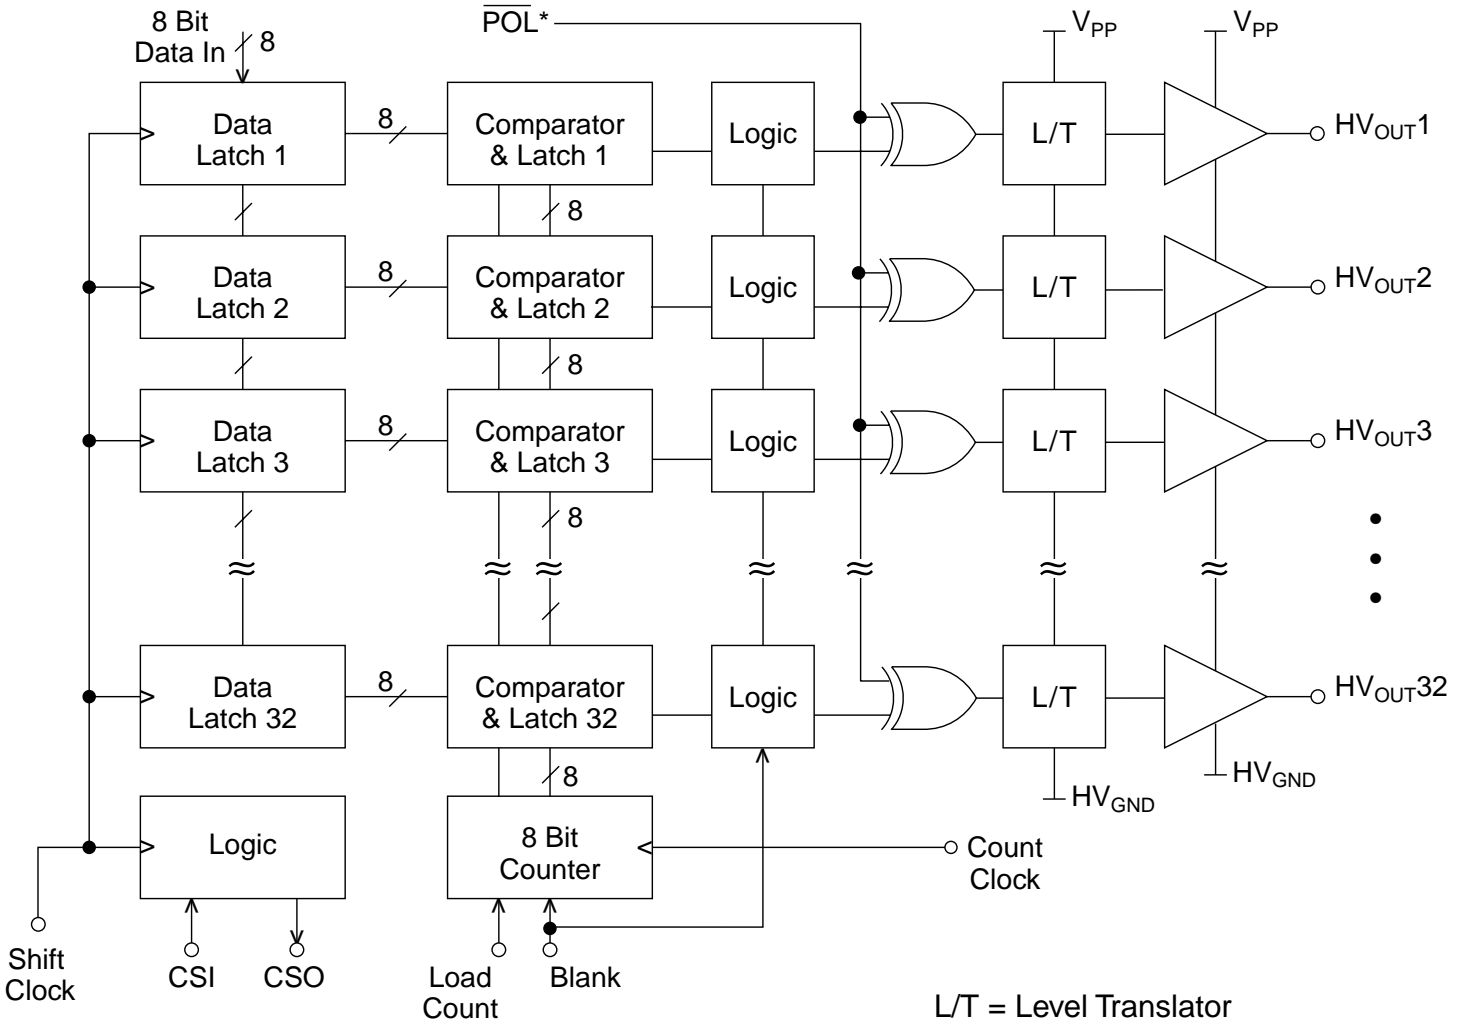 8 Bit
Data In
8
POL*
VPP
VPP
Data
Latch 1
8
Comparator
& Latch 1
Logic
L/T
HVOUT1
8
Data
Latch 2
8
Comparator
& Latch 2
Logic
L/T
HVOUT2
8
Data
Latch 3
8
Comparator
& Latch 3
Logic
L/T
HVOUT3
8
Data
Latch 32
8
Comparator
& Latch 32
Logic
L/T
HVOUT32
8
HVGND
HVGND
Logic
8 Bit
Counter
Count
Clock
Shift
Clock
CSI
CSO
Load
Count
Blank
L/T = Level Translator